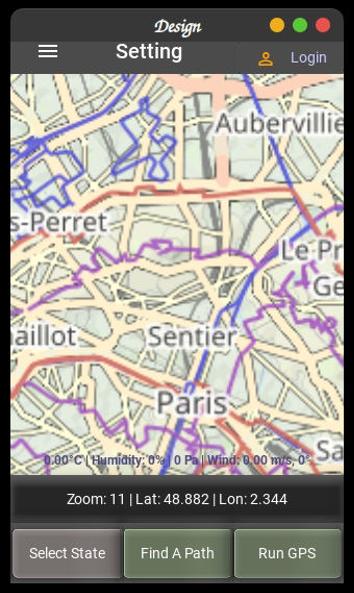 Design
Setting
Login
Aubervillie
s-Perret
Le Pr
Ge
aillot
Sentier
Paris
Sa
0.00°C | Humidity: 0% | 0 Pa | Wind: 0.00 m/s, 0°
Zoom: 11 | Lat: 48.882 | Lon: 2.344
Select State
Find A Path
Run GPS